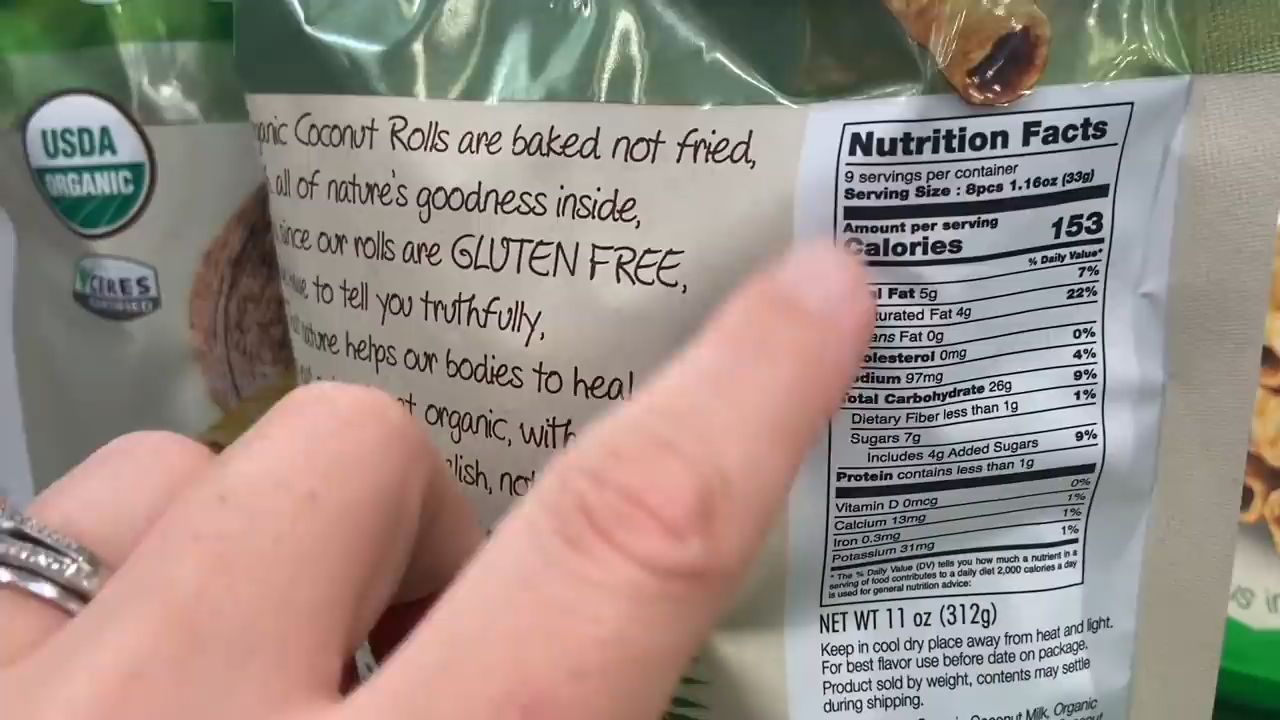 USDA
ORGANIC
Coconut Rolls are baked not fried,
all of nature's goodness inside,
since our rolls are GLUTEN FREE,
to tell you truthfully,
nature helps our bodies to heal
organic, with
Nutrition Facts
9 servings per container
Serving Size : 8pcs 1.16oz (33g)
Amount per serving
Calories 153
% Daily Value*
Fat 5g 7%
Fat 4g 22%
Fat 0g
0mg 0%
97mg 4%
Total Carbohydrate 26g 9%
Dietary Fiber less than 1g 1%
Sugars 7g
Includes 4g Added Sugars 9%
Protein contains less than 1g
Vitamin D 0mcg 0%
Calcium 13mg 1%
Iron 0.3mg 1%
Potassium 31mg 1%
* The % Daily Value (DV) tells you how much a nutrient in a
serving of food contributes to a daily diet 2,000 calories a day
is used for general nutrition advice:
NET WT 11 oz (312g)
Keep in cool dry place away from heat and light.
For best flavor use before date on package.
Product sold by weight, contents may settle
during shipping.
Coconut Milk, Organic